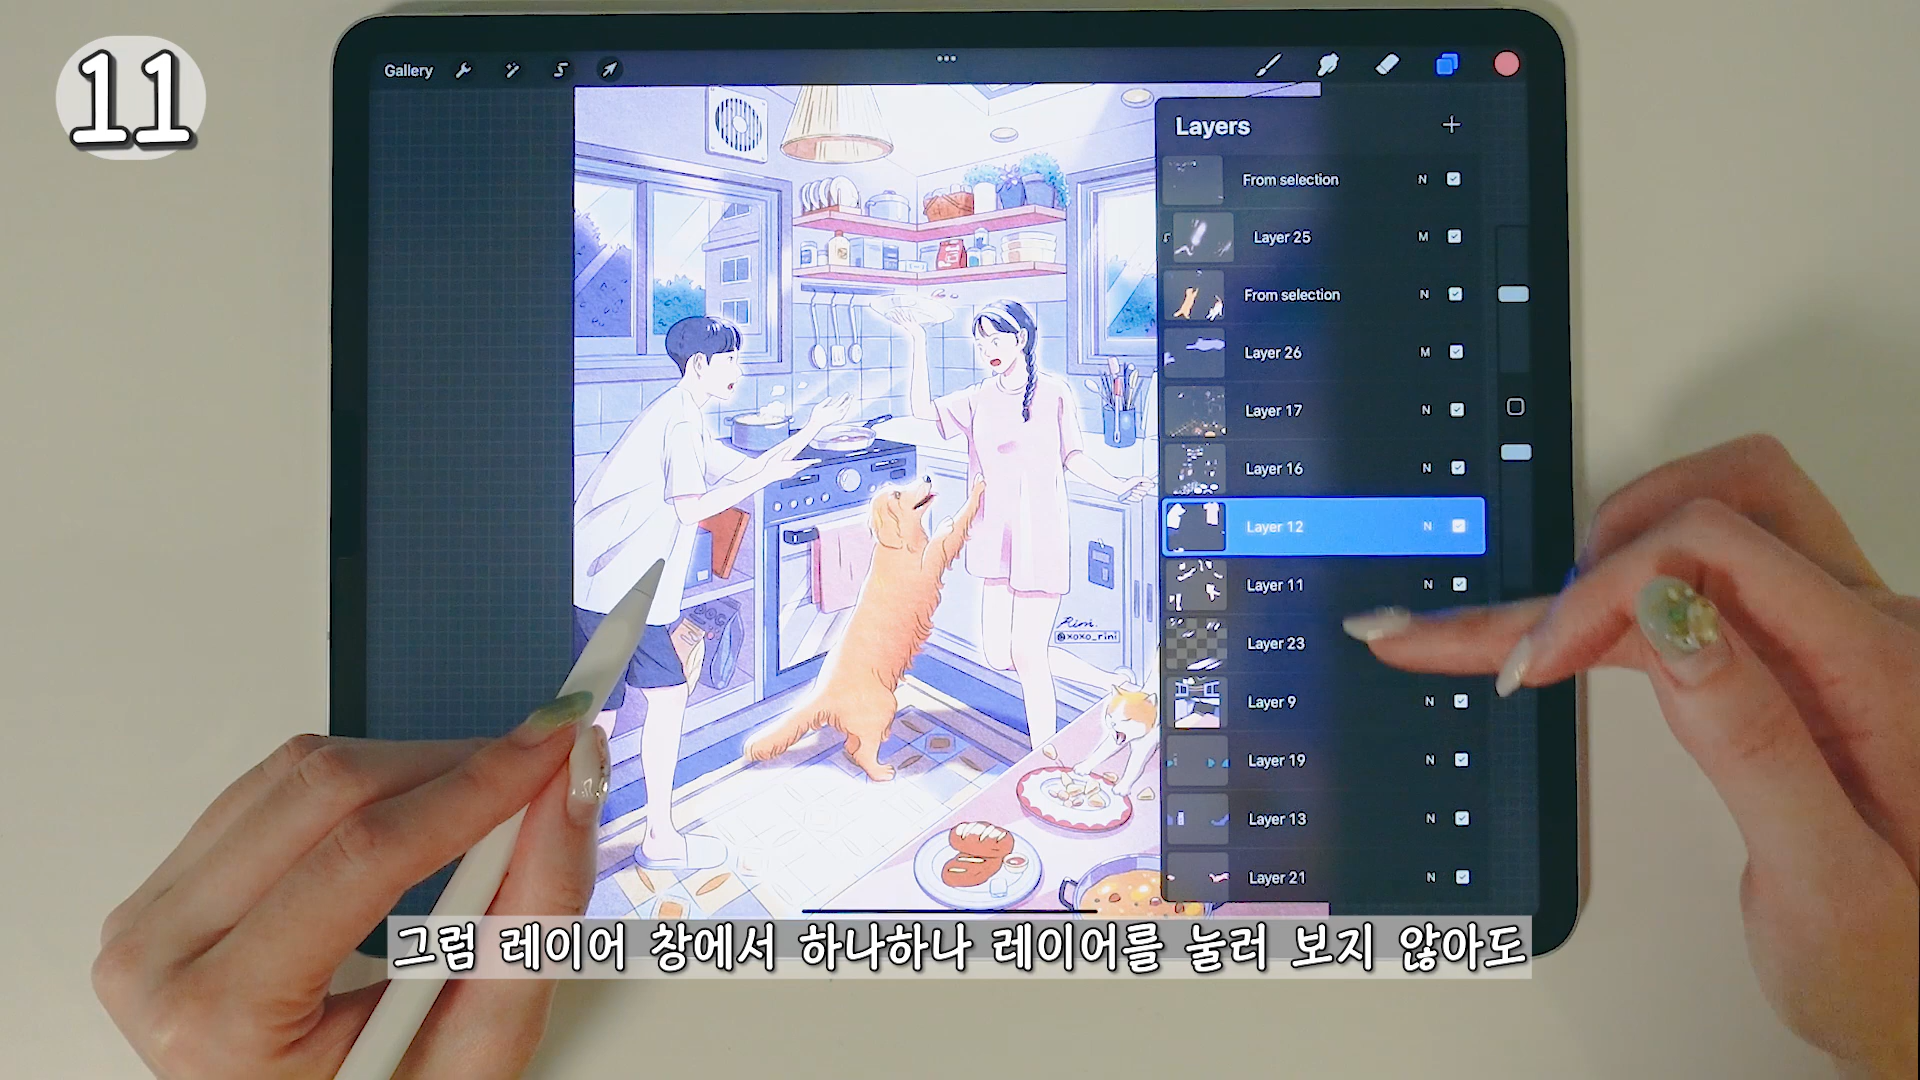 11
Gallery
S
Layers
From selection N
Layer 25 M
From selection N
Layer 26 M
Layer 17 N
Layer 16 N
Layer 12 N
Layer 11 N
Layer 23
Layer 9 N
Layer 19 N
Layer 13 N
Layer 21 N
Rini.
@xoxo_rini
그럼 레이어 창에서 하나하나 레이어를 눌러 보지 않아도